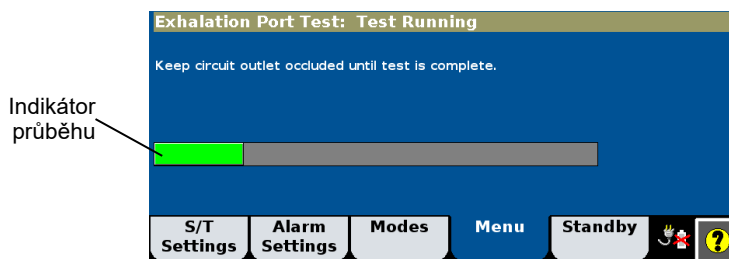 Exhalation Port Test: Test Running
Keep circuit outlet occluded until test is complete.
Indikátor
průběhu
S/T
Settings
Alarm
Settings
Modes
Menu
Standby
?